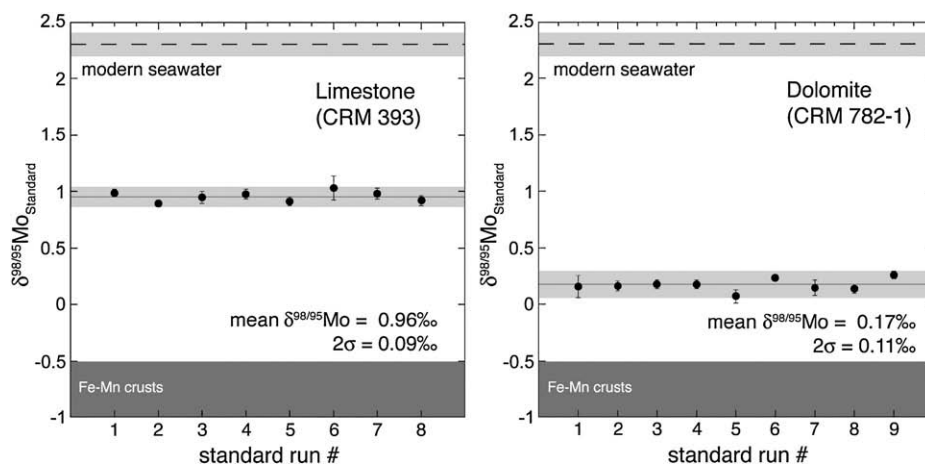 2.5
2
1.5
1
0.5
0
-0.5
-1
δ98/95MoStandard
modern seawater
Limestone
(CRM 393)
mean δ98/95Mo = 0.96‰
2σ = 0.09‰
Fe-Mn crusts
1 2 3 4 5 6 7 8
standard run #
2.5
2
1.5
1
0.5
0
-0.5
-1
δ98/95MoStandard
modern seawater
Dolomite
(CRM 782-1)
mean δ98/95Mo = 0.17‰
2σ = 0.11‰
Fe-Mn crusts
1 2 3 4 5 6 7 8 9
standard run #